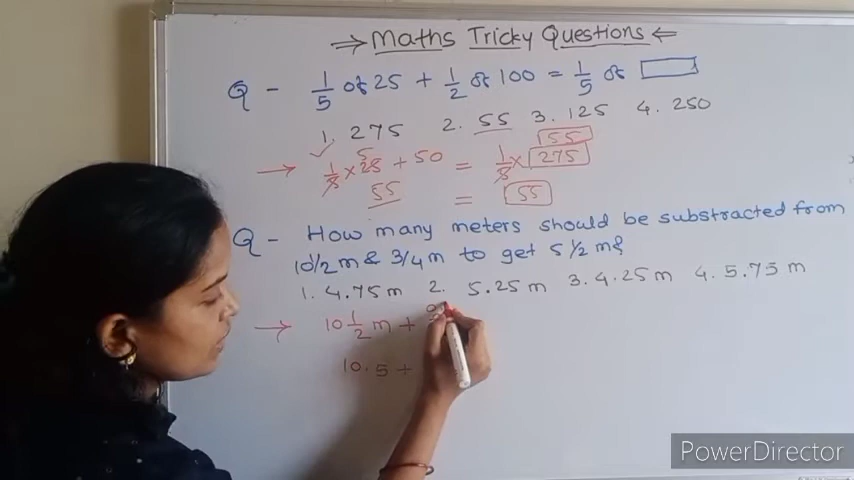 ⇒ Maths Tricky Questions ⇐
Q - 1/5 of 25 + 1/2 of 100 = 1/5 of
1. 275 2. 55 3. 125 4. 250
155
→ 1/5 × 25 5 + 50 = 1/5 × 275
55 = 55
Q - How many meters should be substracted from
10 1/2 m & 3/4 m to get 5 1/2 m
1. 4.75 m 2. 5.25 m 3. 4.25 m 4. 5.75 m
→ 10 1/2 m +
10.5 +
PowerDirector